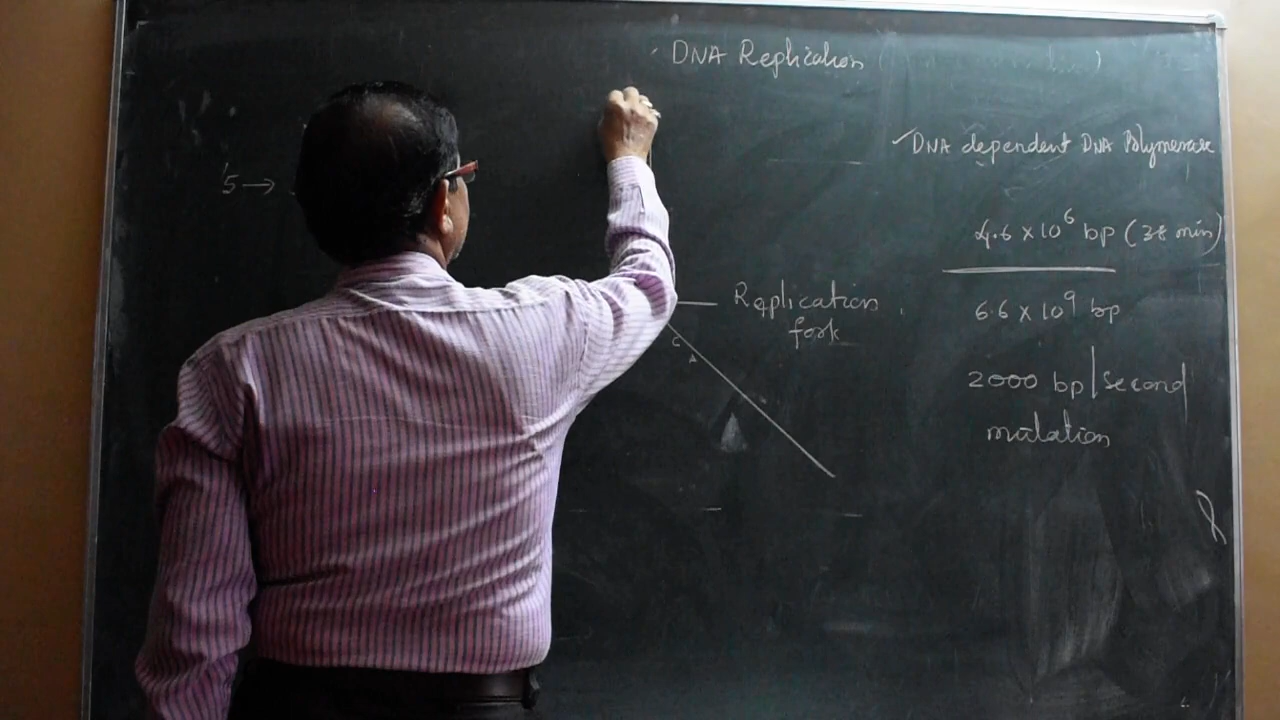 DNA Replication ( )
DNA dependent DNA Polymerase
5 →
4.6 x 10⁶ bp (38 min)
Replication
fork
6.6 x 10⁹ bp
C
A
2000 bp/second
mutation